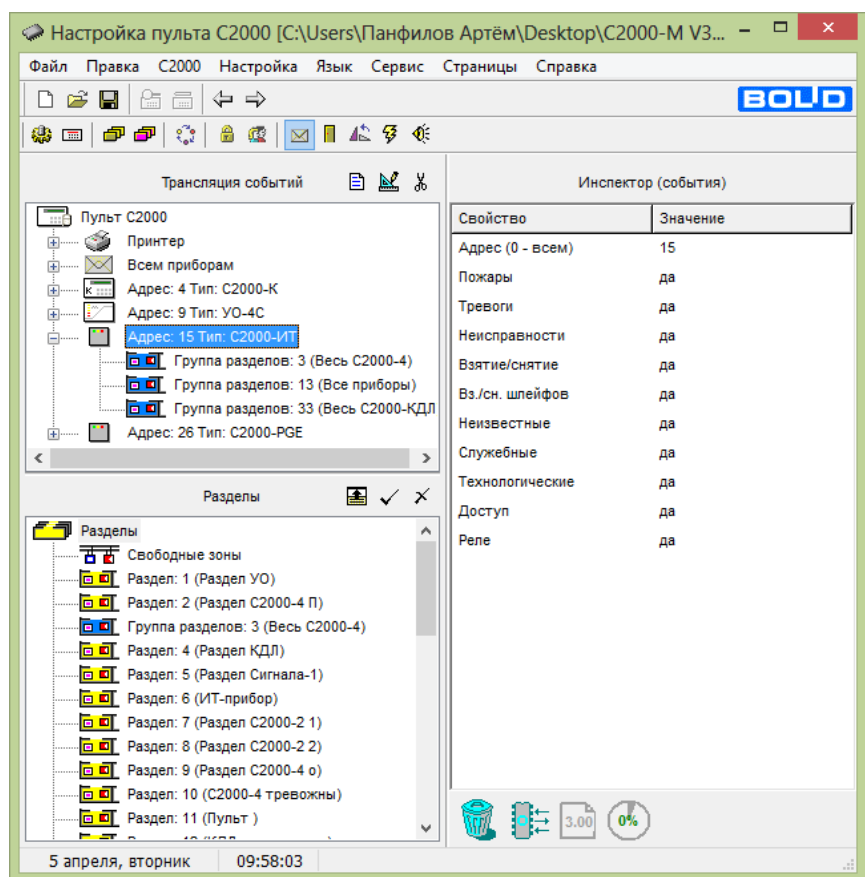 Настройка пульта С2000 [C:\Users\Панфилов Артём\Desktop\C2000-M V3...
Файл Правка С2000 Настройка Язык Сервис Страницы Справка
BOLID
Трансляция событий
Пульт С2000
Принтер
Всем приборам
Адрес: 4 Тип: С2000-К
Адрес: 9 Тип: УО-4С
Адрес: 15 Тип: С2000-ИТ
Группа разделов: 3 (Весь С2000-4)
Группа разделов: 13 (Все приборы)
Группа разделов: 33 (Весь С2000-КДЛ
Адрес: 26 Тип: С2000-PGE
Разделы
Разделы
Свободные зоны
Раздел: 1 (Раздел УО)
Раздел: 2 (Раздел С2000-4 П)
Группа разделов: 3 (Весь С2000-4)
Раздел: 4 (Раздел КДЛ)
Раздел: 5 (Раздел Сигнала-1)
Раздел: 6 (ИТ-прибор)
Раздел: 7 (Раздел С2000-2 1)
Раздел: 8 (Раздел С2000-2 2)
Раздел: 9 (Раздел С2000-4 о)
Раздел: 10 (С2000-4 тревожны)
Раздел: 11 (Пульт )
Инспектор (события)
Свойство Значение
Адрес (0 - всем) 15
Пожары да
Тревоги да
Неисправности да
Взятие/снятие да
Вз./сн. шлейфов да
Неизвестные да
Служебные да
Технологические да
Доступ да
Реле да
3.00 0%
5 апреля, вторник 09:58:03